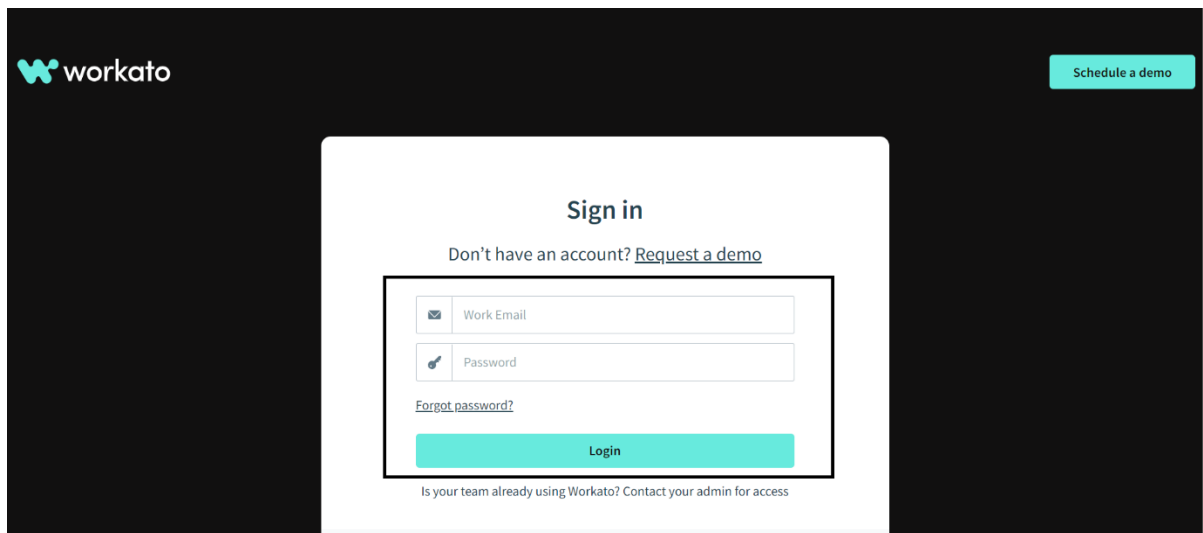 workato
Schedule a demo
Sign in
Don't have an account? Request a demo
Work Email
Password
Forgot password?
Login
Is your team already using Workato? Contact your admin for access